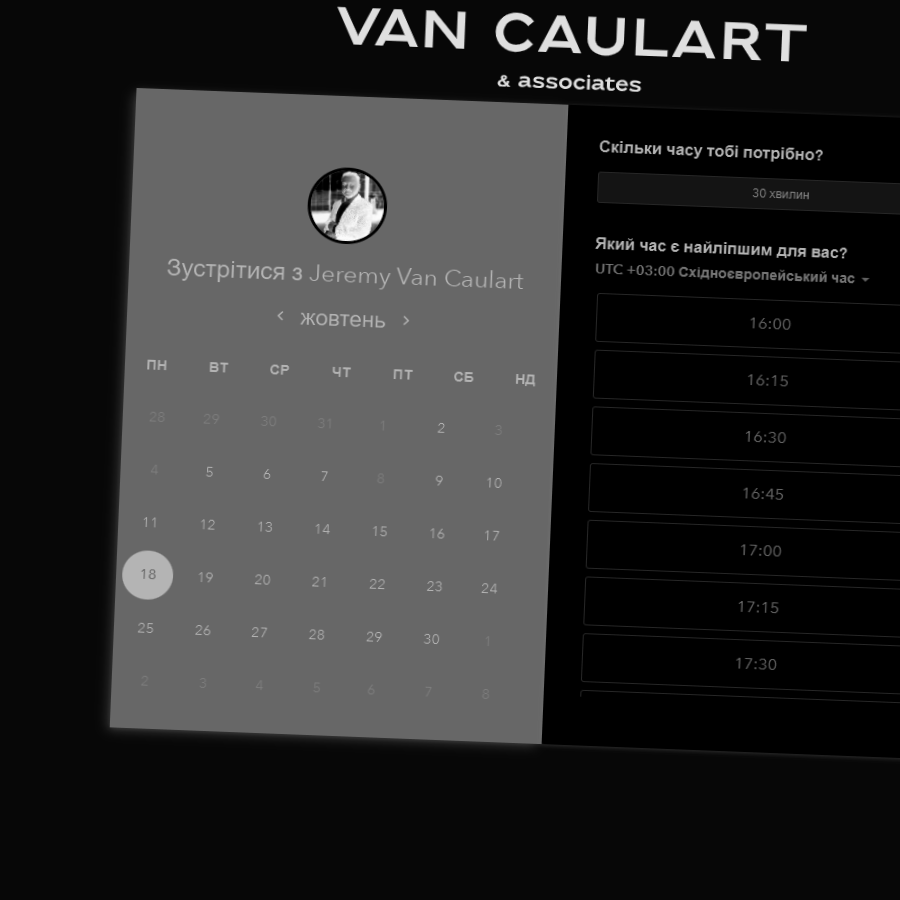 VAN CAULART
& associates
Зустрітися з Jeremy Van Caulart
жовтень
ПН ВТ СР ЧТ ПТ СБ НД
28 29 30 31 1 2 3
4 5 6 7 8 9 10
11 12 13 14 15 16 17
18 19 20 21 22 23 24
25 26 27 28 29 30 1
2 3 4 5 6 7 8
Скільки часу тобі потрібно?
30 хвилин
Який час є найліпшим для вас?
UTC +03:00 Східноєвропейський час
16:00
16:15
16:30
16:45
17:00
17:15
17:30